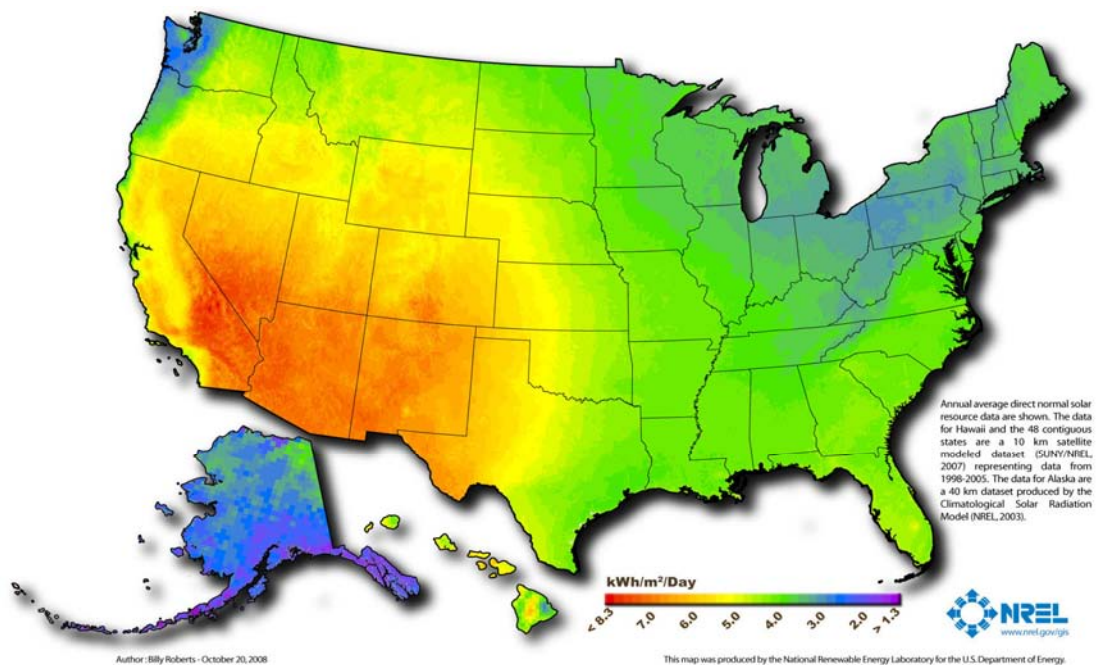 Annual average direct normal solar
resource data are shown. The data
for Hawaii and the 48 contiguous
states are a 10 km satellite
modeled dataset (SUNY/NREL,
2007) representing data from
1998-2005. The data for Alaska are
a 40 km dataset produced by the
Climatological Solar Radiation
Model (NREL, 2003).
kWh/m²/Day
< 8.3 7.0 6.0 5.0 4.0 3.0 2.0 > 1.3
NREL
www.nrel.gov/gis
Author : Billy Roberts - October 20, 2008
This map was produced by the National Renewable Energy Laboratory for the U.S. Department of Energy.